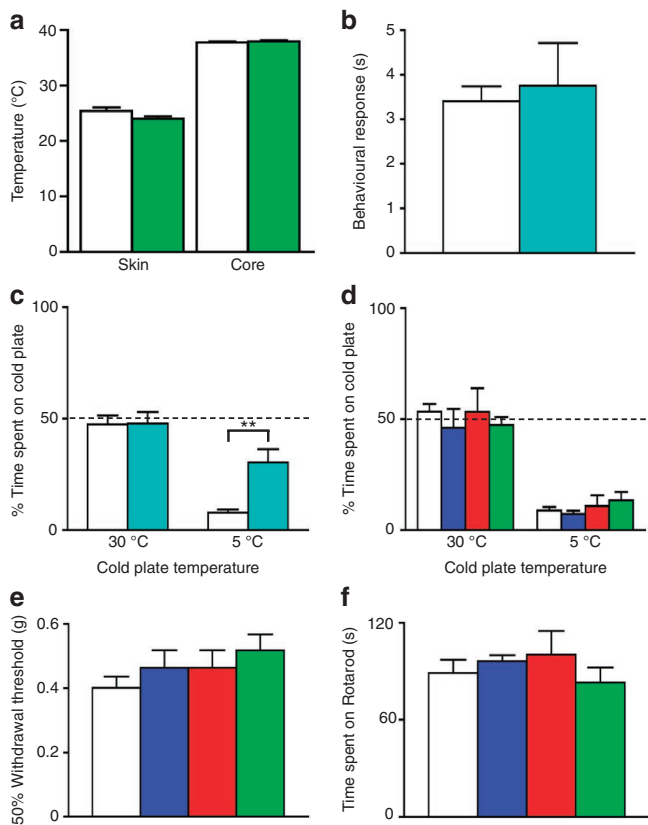 a
Temperature (°C)
40
30
20
10
0
Skin
Core
b
Behavioural response (s)
5
4
3
2
1
0
c
% Time spent on cold plate
100
50
0
**
30 °C
5 °C
Cold plate temperature
d
% Time spent on cold plate
100
50
0
30 °C
5 °C
Cold plate temperature
e
50% Withdrawal threshold (g)
0.6
0.4
0.2
0
f
Time spent on Rotarod (s)
120
60
0